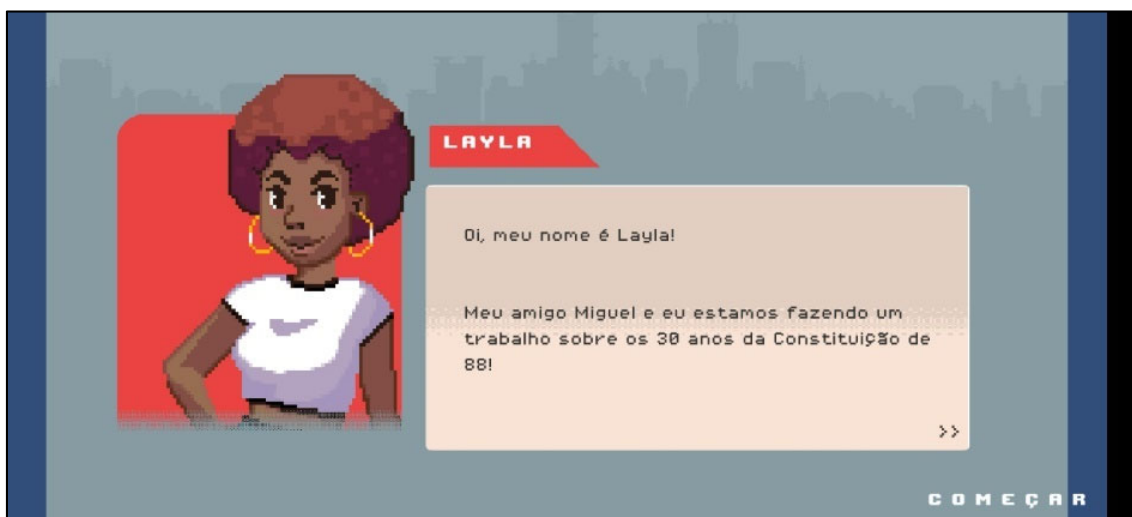 LAYLA
Oi, meu nome é Layla!
Meu amigo Miguel e eu estamos fazendo um
trabalho sobre os 30 anos da Constituição de
88!
>>
COMEÇAR